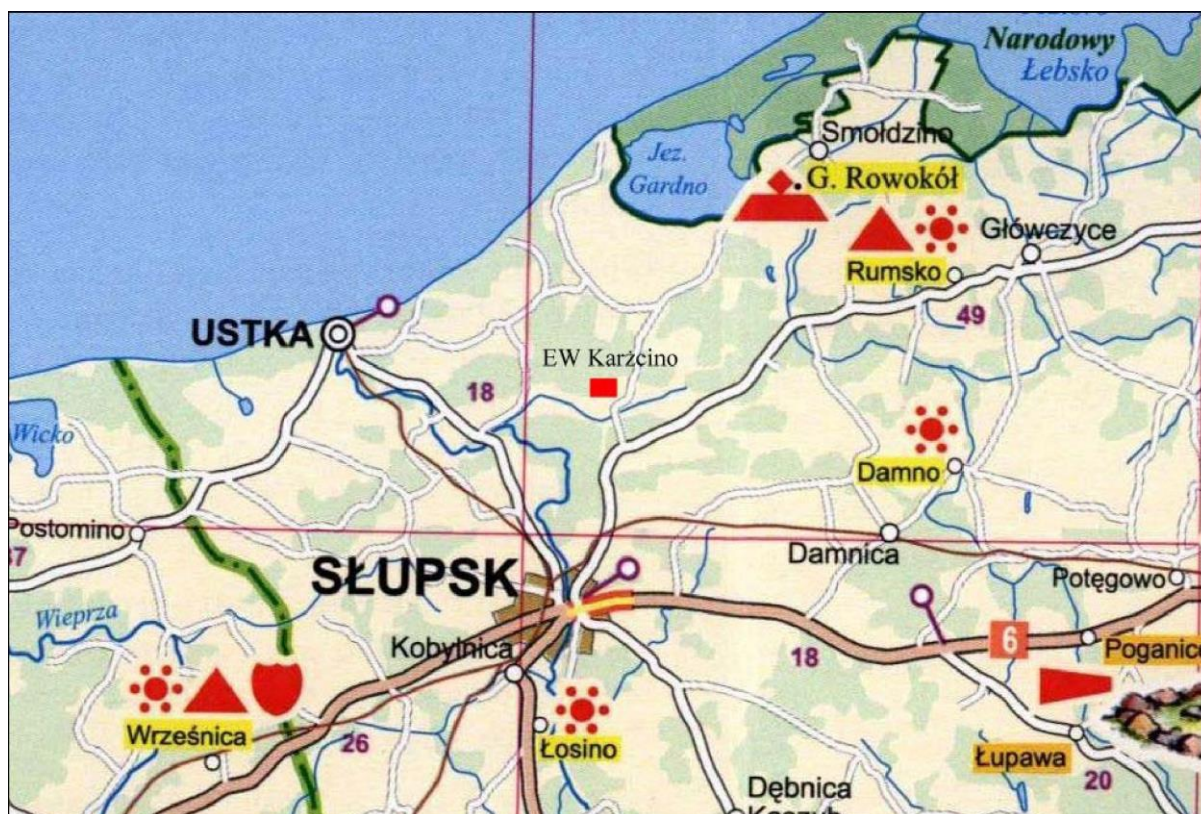 Narodowy
Łebsko
Smołdzino
Jez.
Gardno
G. Rowokół
Główczyce
Rumsko
49
USTKA
EW Karżcino
18
Wicko
Damno
Postomino
37
Damnica
SŁUPSK
Potęgowo
Wieprza
Kobylnica
6
18
Poganice
Wrześnica
26
Łosino
Łupawa
20
Dębnica